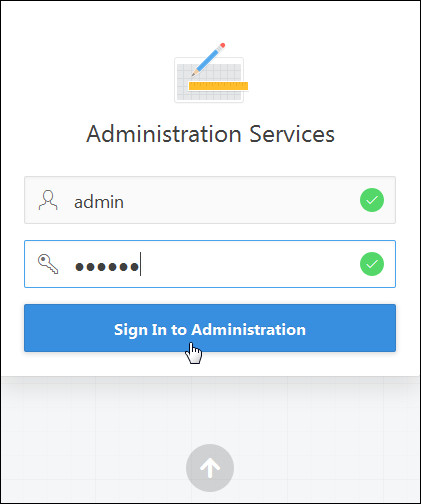 Administration Services
admin
●●●●●●
Sign In to Administration